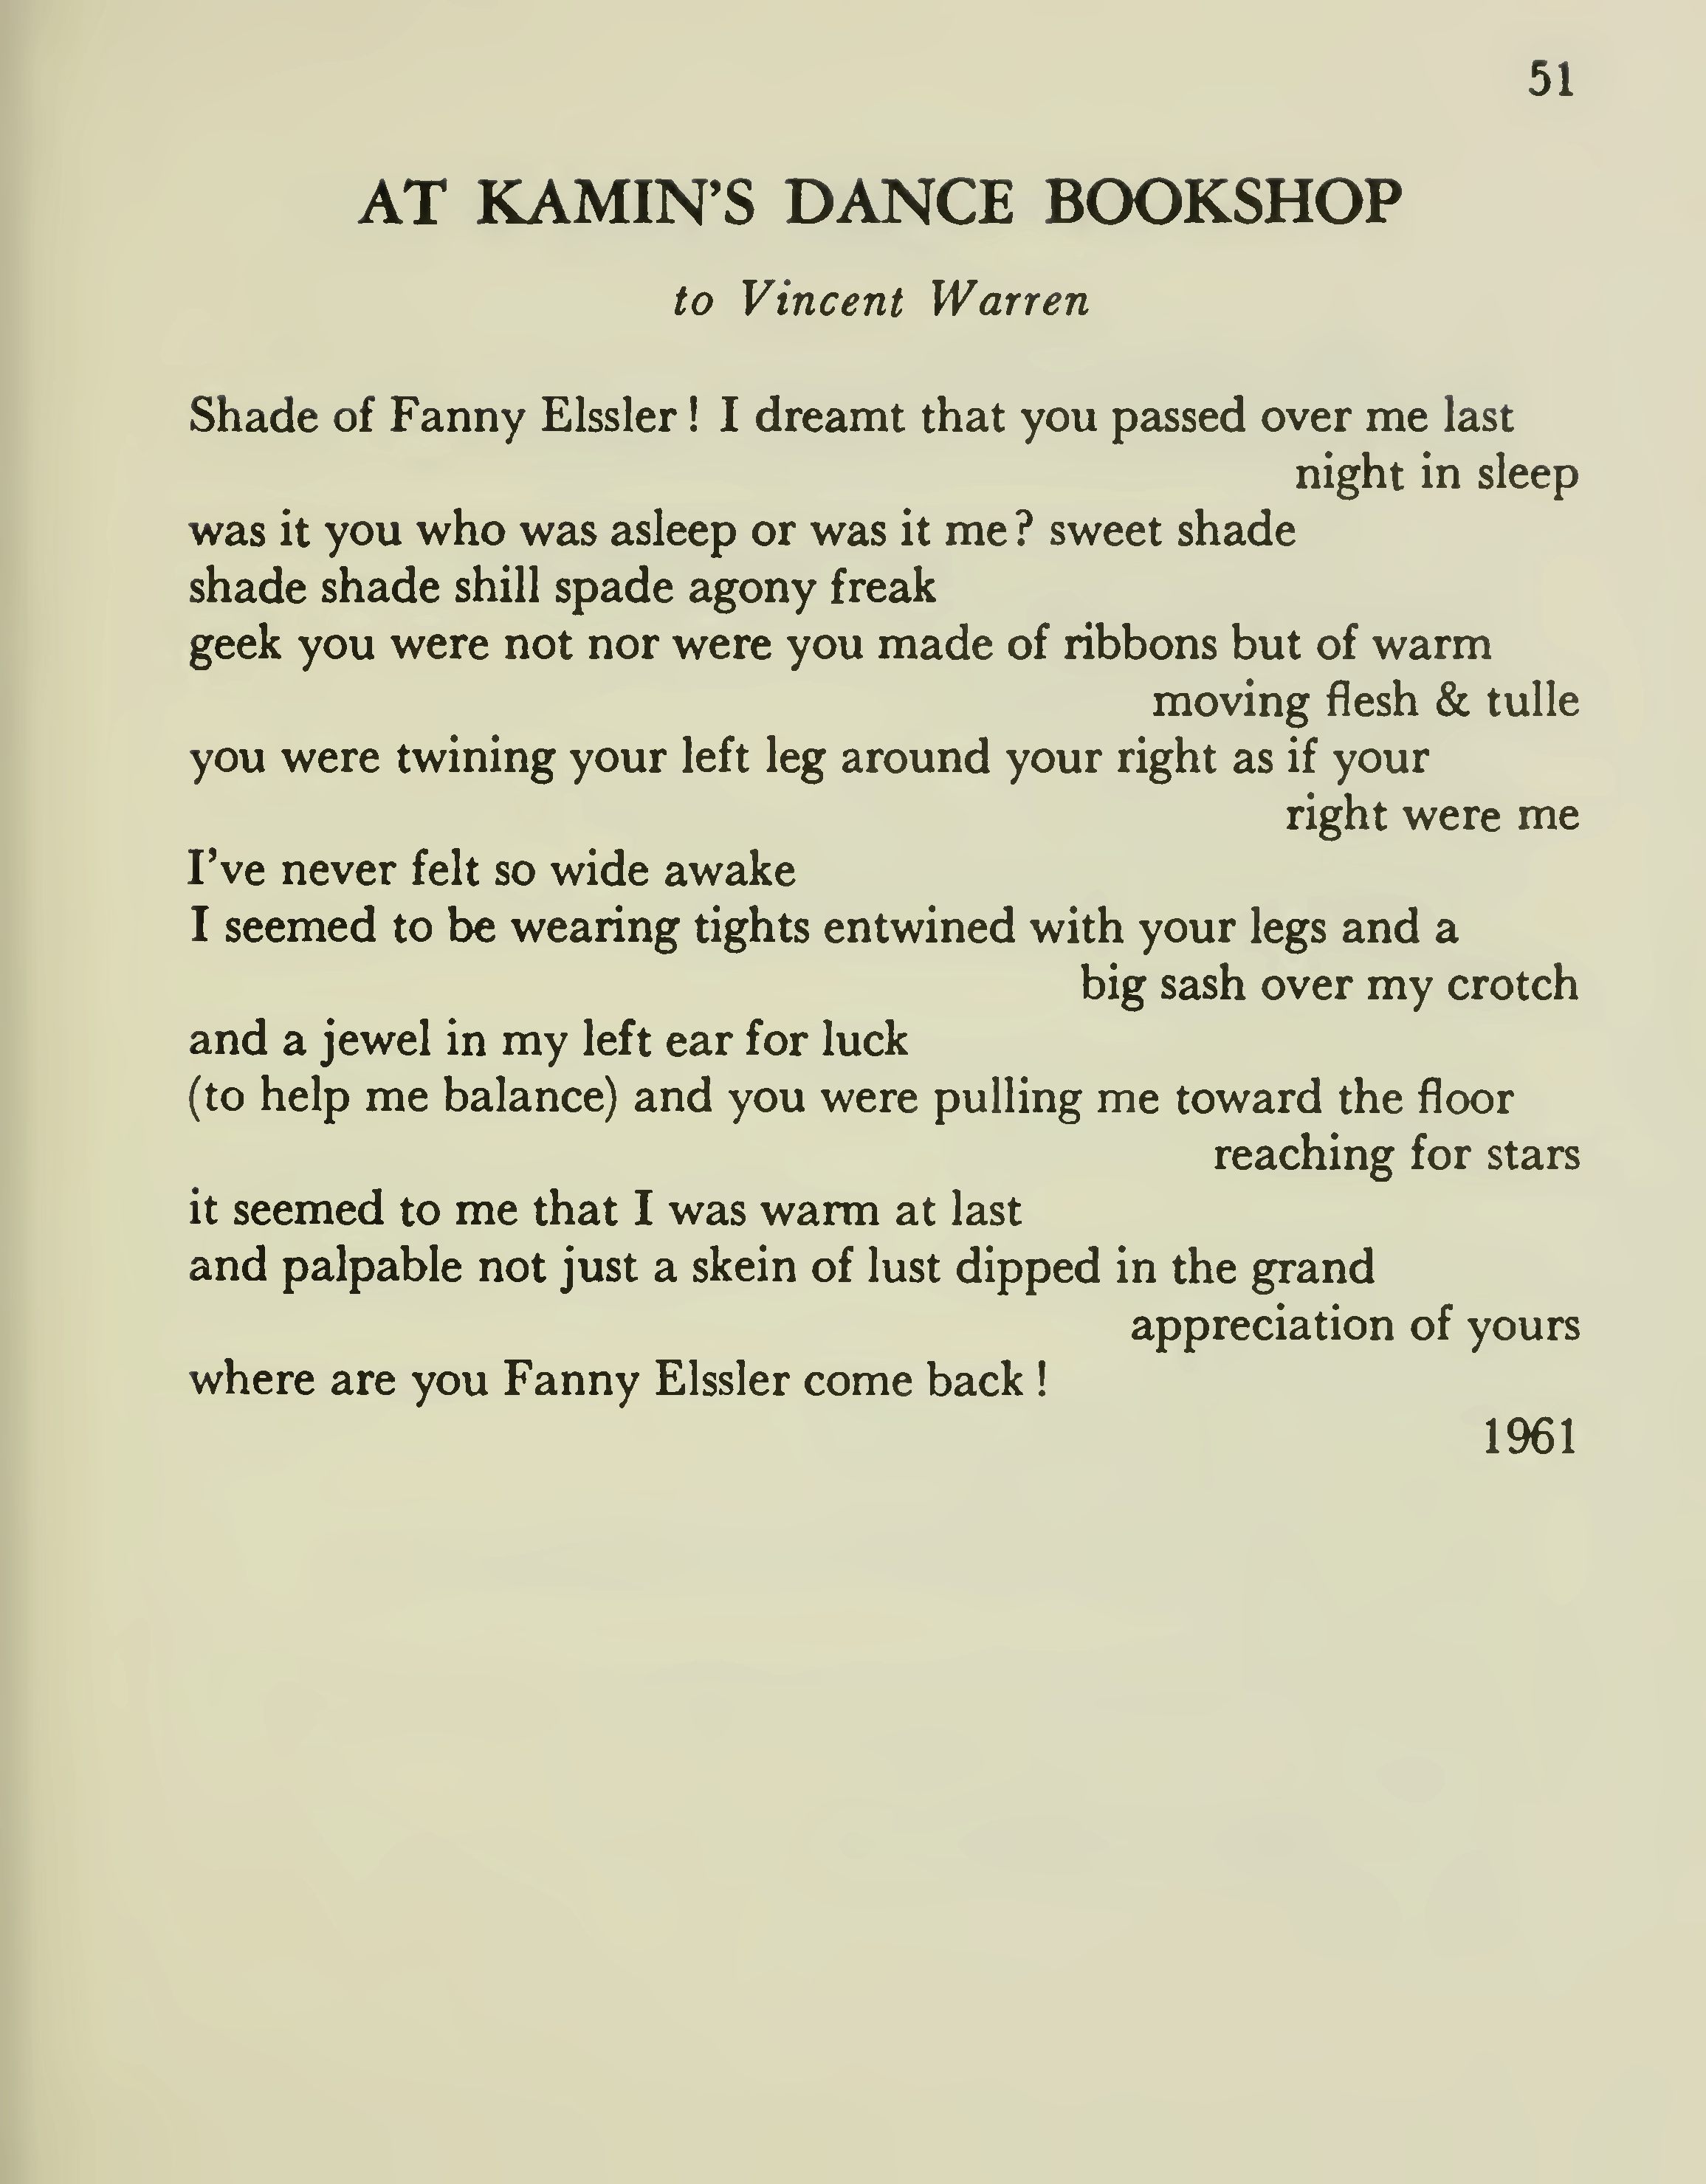 51
AT KAMIN'S DANCE BOOKSHOP
to Vincent Warren
Shade of Fanny Elssler! I dreamt that you passed over me last
night in sleep
was it you who was asleep or was it me? sweet shade
shade shade shill spade agony freak
geek you were not nor were you made of ribbons but of warm
moving flesh & tulle
you were twining your left leg around your right as if your
right were me
I've never felt so wide awake
I seemed to be wearing tights entwined with your legs and a
big sash over my crotch
and a jewel in my left ear for luck
(to help me balance) and you were pulling me toward the floor
reaching for stars
it seemed to me that I was warm at last
and palpable not just a skein of lust dipped in the grand
appreciation of yours
where are you Fanny Elssler come back!
1961